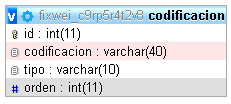 v fixwei_c9rp5r4t2v8 codificacion
id : int(11)
codificacion : varchar(40)
tipo : varchar(10)
# orden : int(11)